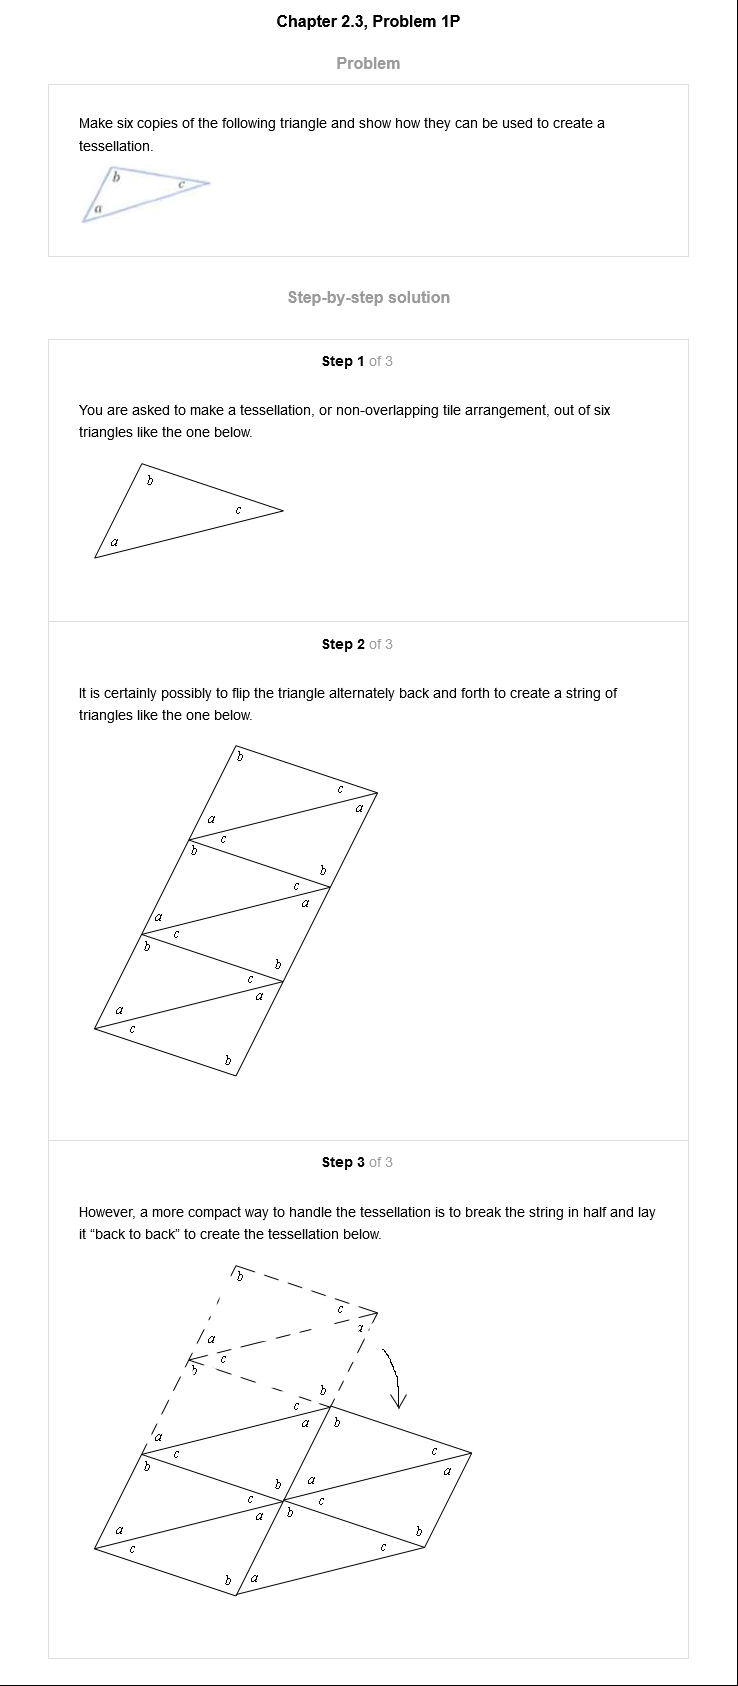 Chapter 2.3, Problem 1P
Problem
Make six copies of the following triangle and show how they can be used to create a
tessellation.
b
c
a
Step-by-step solution
Step 1 of 3
You are asked to make a tessellation, or non-overlapping tile arrangement, out of six
triangles like the one below.
b
c
a
Step 2 of 3
It is certainly possibly to flip the triangle alternately back and forth to create a string of
triangles like the one below.
b
c
a
a
c
b
b
c
a
a
c
b
b
c
a
a
c
b
Step 3 of 3
However, a more compact way to handle the tessellation is to break the string in half and lay
it “back to back” to create the tessellation below.
b
c
a
c
b
b
c
a b
a
c
c
b
a
b a
c
c
a b
a
b
c
c
b a